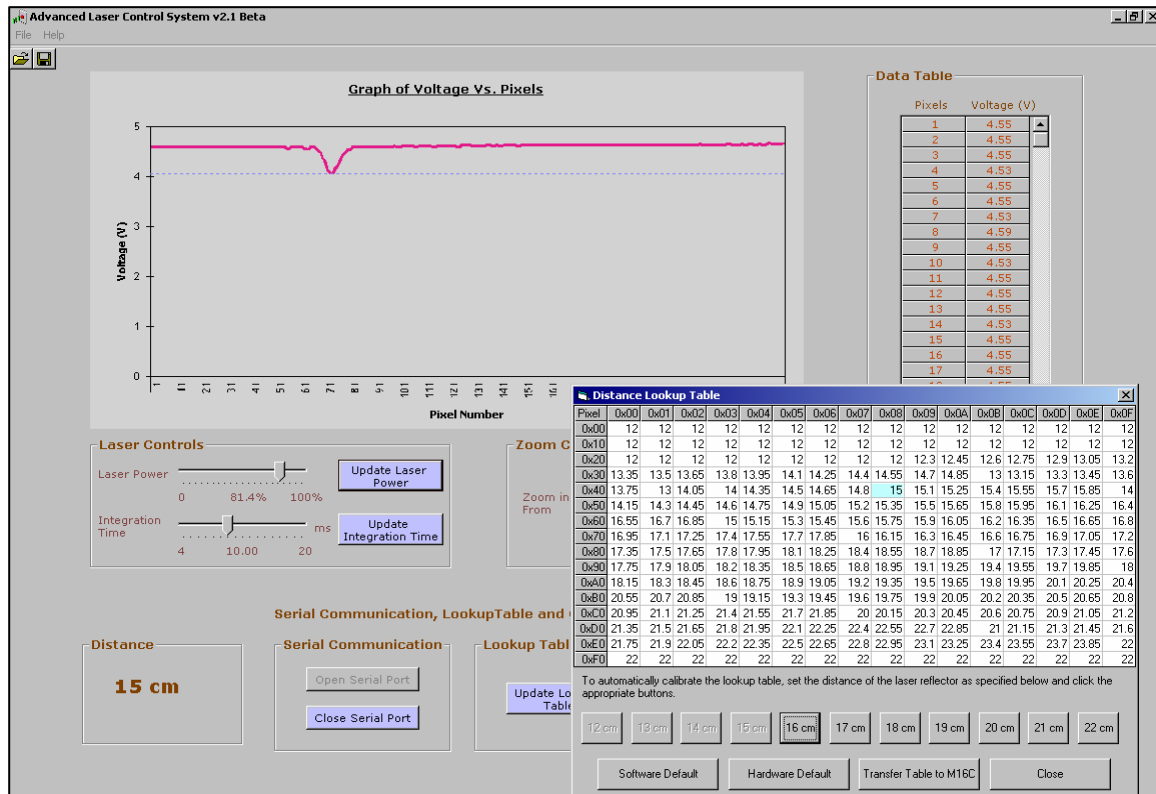 Advanced Laser Control System v2.1 Beta
File Help
Graph of Voltage Vs. Pixels
Voltage (V)
5
4
3
2
1
0
1 11 21 31 41 51 61 71 81 91 101 111 121 131 141 151 161
Pixel Number
Data Table
Pixels Voltage (V)
1 4.55
2 4.55
3 4.55
4 4.53
5 4.55
6 4.55
7 4.53
8 4.59
9 4.55
10 4.53
11 4.55
12 4.55
13 4.55
14 4.53
15 4.55
16 4.55
17 4.55
Laser Controls
Laser Power
0 81.4% 100%
Update Laser
Power
Integration
Time
ms
4 10.00 20
Update
Integration Time
Zoom C
Zoom in
From
Serial Communication, LookupTable and
Distance
15 cm
Serial Communication
Open Serial Port
Close Serial Port
Lookup Tabl
Update Lo
Table
Distance Lookup Table
Pixel 0x00 0x01 0x02 0x03 0x04 0x05 0x06 0x07 0x08 0x09 0x0A 0x0B 0x0C 0x0D 0x0E 0x0F
0x00 12 12 12 12 12 12 12 12 12 12 12 12 12 12 12 12
0x10 12 12 12 12 12 12 12 12 12 12 12 12 12 12 12 12
0x20 12 12 12 12 12 12 12 12 12 12.3 12.45 12.6 12.75 12.9 13.05 13.2
0x30 13.35 13.5 13.65 13.8 13.95 14.1 14.25 14.4 14.55 14.7 14.85 13 13.15 13.3 13.45 13.6
0x40 13.75 13 14.05 14 14.35 14.5 14.65 14.8 15 15.1 15.25 15.4 15.55 15.7 15.85 14
0x50 14.15 14.3 14.45 14.6 14.75 14.9 15.05 15.2 15.35 15.5 15.65 15.8 15.95 16.1 16.25 16.4
0x60 16.55 16.7 16.85 15 15.15 15.3 15.45 15.6 15.75 15.9 16.05 16.2 16.35 16.5 16.65 16.8
0x70 16.95 17.1 17.25 17.4 17.55 17.7 17.85 16 16.15 16.3 16.45 16.6 16.75 16.9 17.05 17.2
0x80 17.35 17.5 17.65 17.8 17.95 18.1 18.25 18.4 18.55 18.7 18.85 17 17.15 17.3 17.45 17.6
0x90 17.75 17.9 18.05 18.2 18.35 18.5 18.65 18.8 18.95 19.1 19.25 19.4 19.55 19.7 19.85 18
0xA0 18.15 18.3 18.45 18.6 18.75 18.9 19.05 19.2 19.35 19.5 19.65 19.8 19.95 20.1 20.25 20.4
0xB0 20.55 20.7 20.85 19 19.15 19.3 19.45 19.6 19.75 19.9 20.05 20.2 20.35 20.5 20.65 20.8
0xC0 20.95 21.1 21.25 21.4 21.55 21.7 21.85 20 20.15 20.3 20.45 20.6 20.75 20.9 21.05 21.2
0xD0 21.35 21.5 21.65 21.8 21.95 22.1 22.25 22.4 22.55 22.7 22.85 21 21.15 21.3 21.45 21.6
0xE0 21.75 21.9 22.05 22.2 22.35 22.5 22.65 22.8 22.95 23.1 23.25 23.4 23.55 23.7 23.85 22
0xF0 22 22 22 22 22 22 22 22 22 22 22 22 22 22 22 22
To automatically calibrate the lookup table, set the distance of the laser reflector as specified below and click the
appropriate buttons.
12 cm 13 cm 14 cm 15 cm 16 cm 17 cm 18 cm 19 cm 20 cm 21 cm 22 cm
Software Default Hardware Default Transfer Table to M16C Close